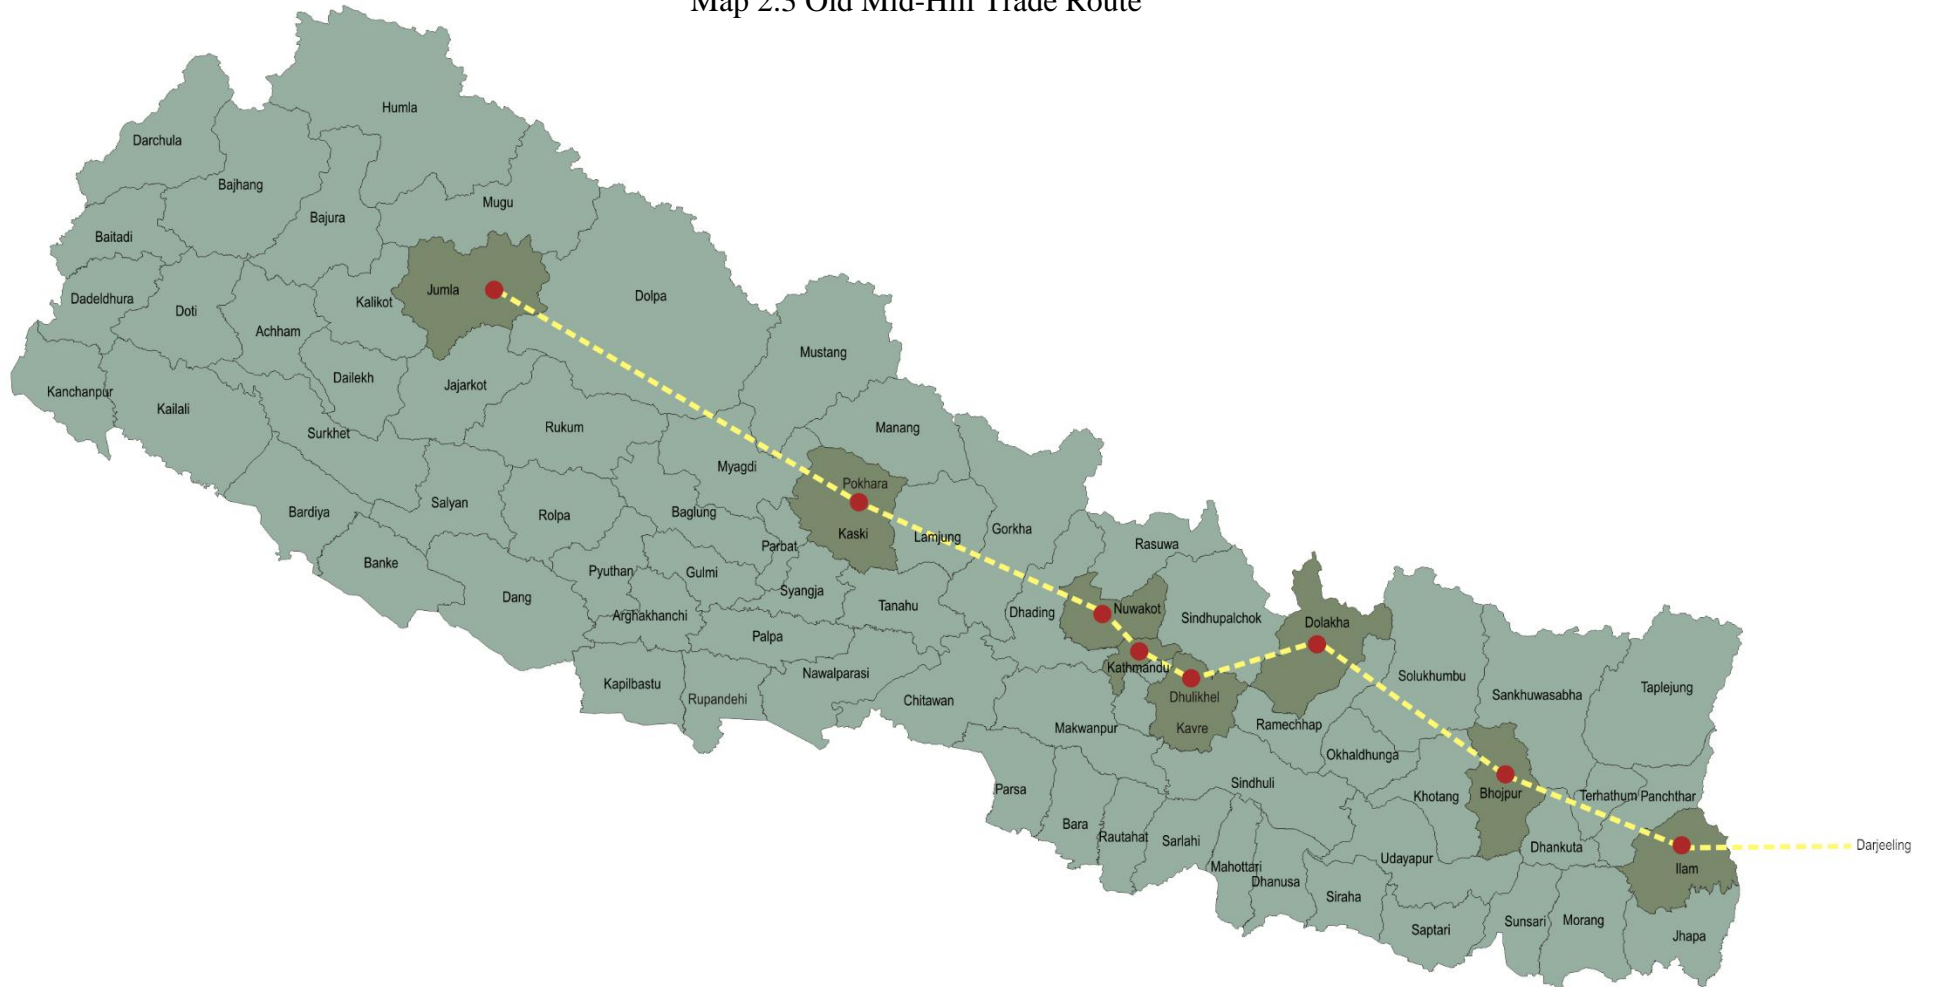 Map 2.3 Old Mid-Hill Trade Route
Humla
Darchula
Bajhang
Mugu
Bajura
Baitadi
Jumla
Dolpa
Dadeldhura
Kalikot
Doti
Achham
Mustang
Dailekh
Jajarkot
Kanchanpur
Kailali
Rukum
Manang
Surkhet
Myagdi
Pokhara
Salyan
Bardiya
Rolpa
Baglung
Gorkha
Kaski
Lamjung
Rasuwa
Parbat
Banke
Pyuthan
Gulmi
Syangja
Dang
Tanahu
Nuwakot
Dhading
Arghakhanchi
Sindhupalchok
Dolakha
Palpa
Kathmandu
Nawalparasi
Solukhumbu
Kapilbastu
Taplejung
Sankhuwasabha
Rupandehi
Chitawan
Dhulikhel
Ramechhap
Makwanpur
Kavre
Okhaldhunga
Sindhuli
Parsa
Bhojpur
Khotang
Terhathum
Panchthar
Bara
Rautahat
Sarlahi
Darjeeling
Dhankuta
Udayapur
Mahottari
Ilam
Dhanusa
Siraha
Sunsari
Morang
Saptari
Jhapa